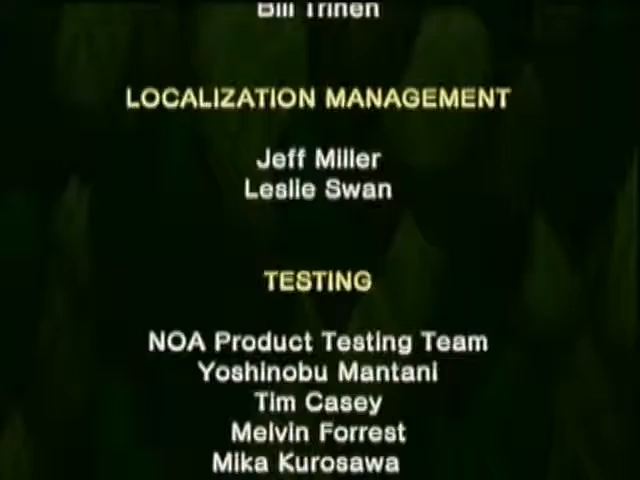 Bill Trinen
LOCALIZATION MANAGEMENT
Jeff Miller
Leslie Swan
TESTING
NOA Product Testing Team
Yoshinobu Mantani
Tim Casey
Melvin Forrest
Mika Kurosawa